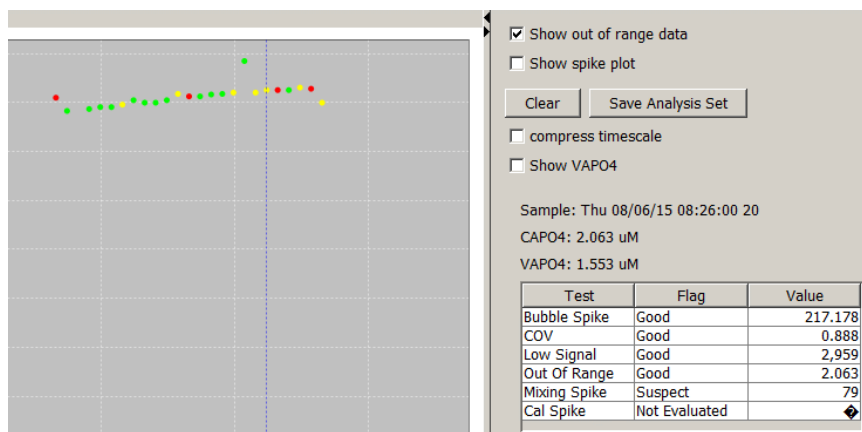 Show out of range data
Show spike plot
Clear Save Analysis Set
compress timescale
Show VAPO4
Sample: Thu 08/06/15 08:26:00 20
CAPO4: 2.063 uM
VAPO4: 1.553 uM
Test Flag Value
Bubble Spike Good 217.178
COV Good 0.888
Low Signal Good 2,959
Out Of Range Good 2.063
Mixing Spike Suspect 79
Cal Spike Not Evaluated �